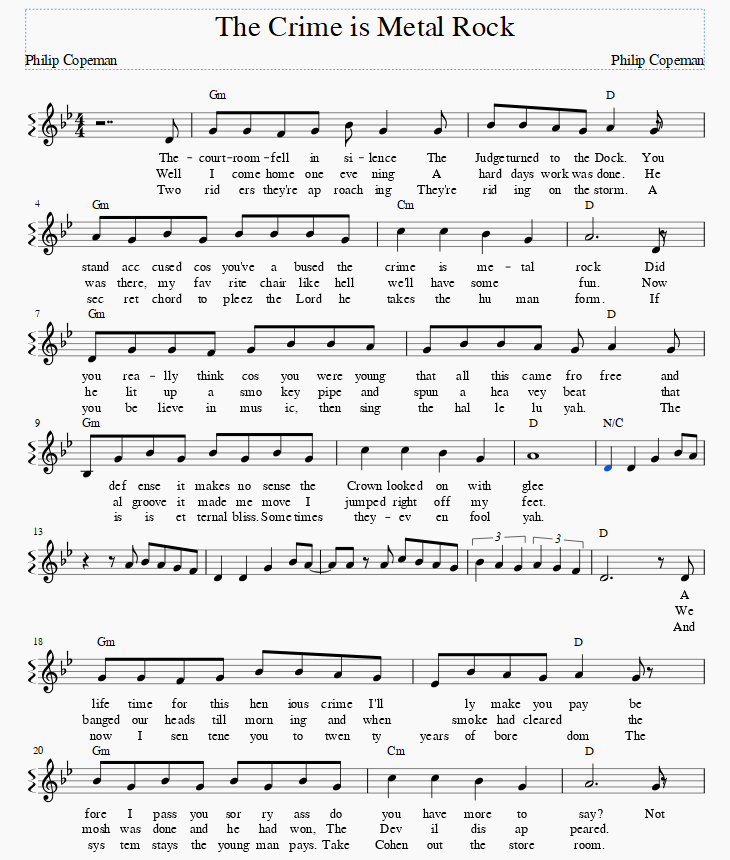 The Crime is Metal Rock
Philip Copeman Philip Copeman
Gm D
4
4
The- court-room-fell in si-lence The Judge turned to the Dock. You
Well I come home one eve ning A hard days work was done. He
Two rid ers they're ap roach ing They're rid ing on the storm. A
4 Gm Cm D
stand acc cused cos you've a bused the crime is me-tal rock Did
was there, my fav rite chair like hell we'll have some fun. Now
sec ret chord to pleez the Lord he takes the hu man form. If
7 Gm D
you rea-lly think cos you were young that all this came fro free and
he lit up a smo key pipe and spun a hea vey beat that
you be lieve in mus ic, then sing the hal le lu yah. The
9 Gm D N/C
def ense it makes no sense the Crown looked on with glee
al groove it made me move I jumped right off my feet.
is is et ternal bliss. Some times they-ev en fool yah.
13 3 3 D
A
We
And
18 Gm D
life time for this hen ious crime I'll ly make you pay be
banged our heads till morn ing and when smoke had cleared the
now I sen tene you to twen ty years of bore dom The
20 Gm Cm D
fore I pass you sor ry ass do you have more to say? Not
mosh was done and he had won, The Dev il dis ap peared.
sys tem stays the young man pays. Take Cohen out the store room.